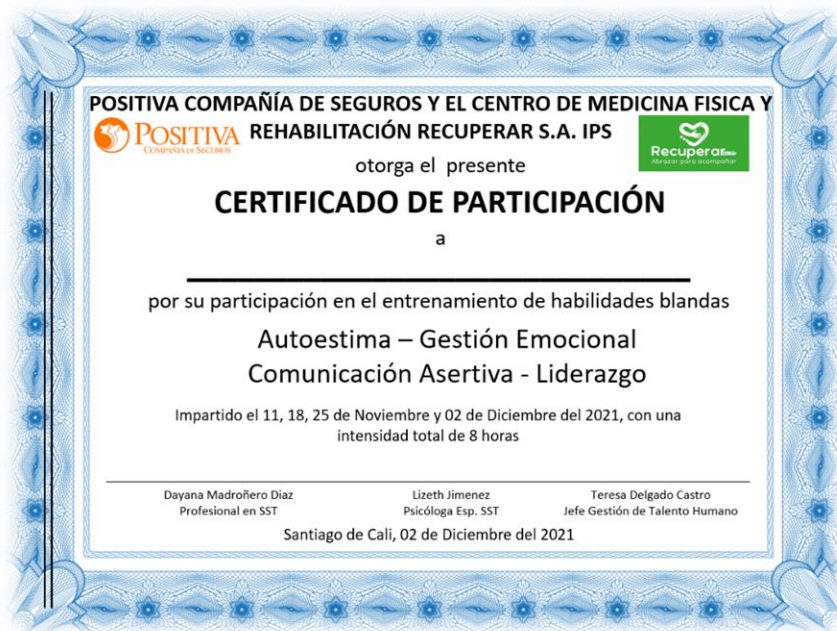 POSITIVA COMPAÑÍA DE SEGUROS Y EL CENTRO DE MEDICINA FISICA Y
REHABILITACIÓN RECUPERAR S.A. IPS
POSITIVA
COMPAÑÍA DE SEGUROS
Recuperar
Abrazar para acompañar
otorga el presente
CERTIFICADO DE PARTICIPACIÓN
a
por su participación en el entrenamiento de habilidades blandas
Autoestima – Gestión Emocional
Comunicación Asertiva - Liderazgo
Impartido el 11, 18, 25 de Noviembre y 02 de Diciembre del 2021, con una
intensidad total de 8 horas
Dayana Madroñero Diaz
Profesional en SST
Lizeth Jimenez
Psicóloga Esp. SST
Teresa Delgado Castro
Jefe Gestión de Talento Humano
Santiago de Cali, 02 de Diciembre del 2021